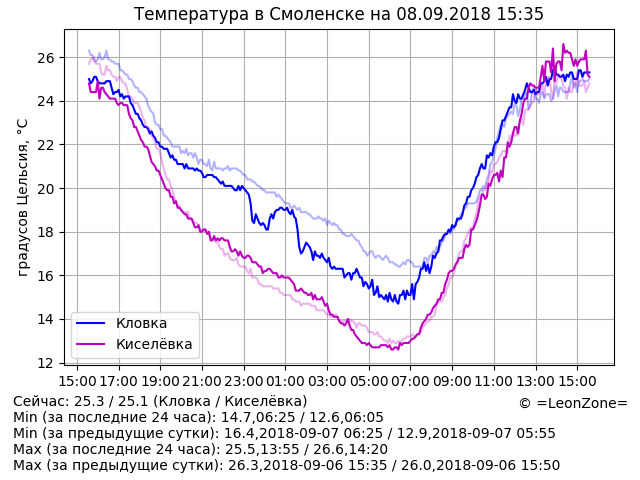 Температура в Смоленске на 08.09.2018 15:35
градусов Цельсия, °C
26
24
22
20
18
16
14
12
Кловка
Киселёвка
15:00 17:00 19:00 21:00 23:00 01:00 03:00 05:00 07:00 09:00 11:00 13:00 15:00
Сейчас: 25.3 / 25.1 (Кловка / Киселёвка)
© =LeonZone=
Min (за последние 24 часа): 14.7,06:25 / 12.6,06:05
Min (за предыдущие сутки): 16.4,2018-09-07 06:25 / 12.9,2018-09-07 05:55
Max (за последние 24 часа): 25.5,13:55 / 26.6,14:20
Max (за предыдущие сутки): 26.3,2018-09-06 15:35 / 26.0,2018-09-06 15:50